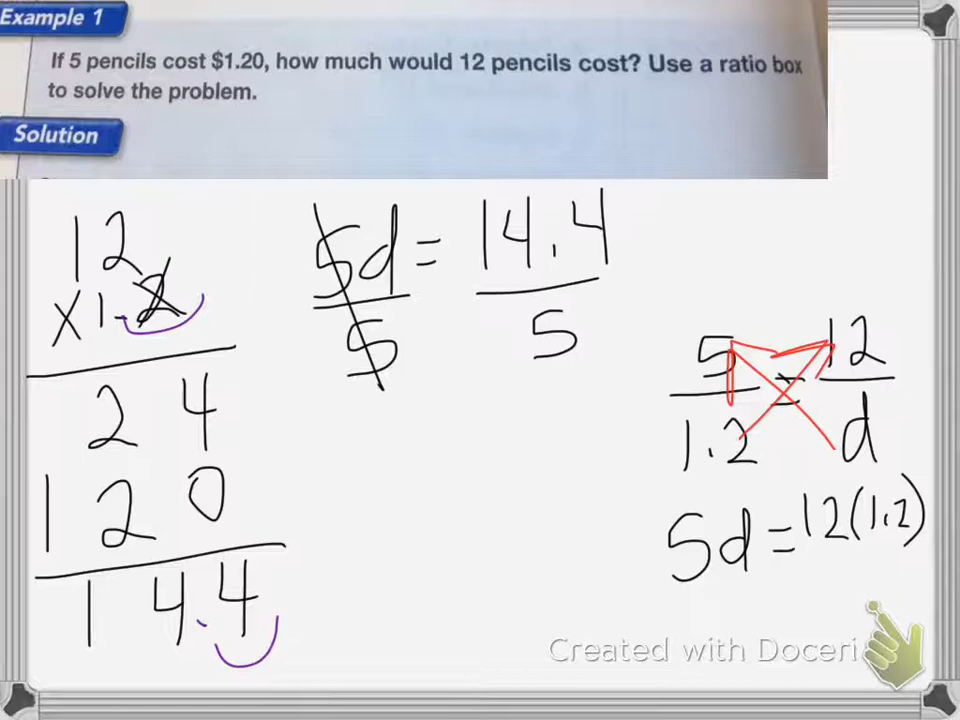 Example 1
If 5 pencils cost $1.20, how much would 12 pencils cost? Use a ratio box
to solve the problem.
Solution
12
x1.2
24
120
14.4
5d = 14.4
5 5
5 = 12
1.2 d
5d = 12(1.2)
Created with Doceri